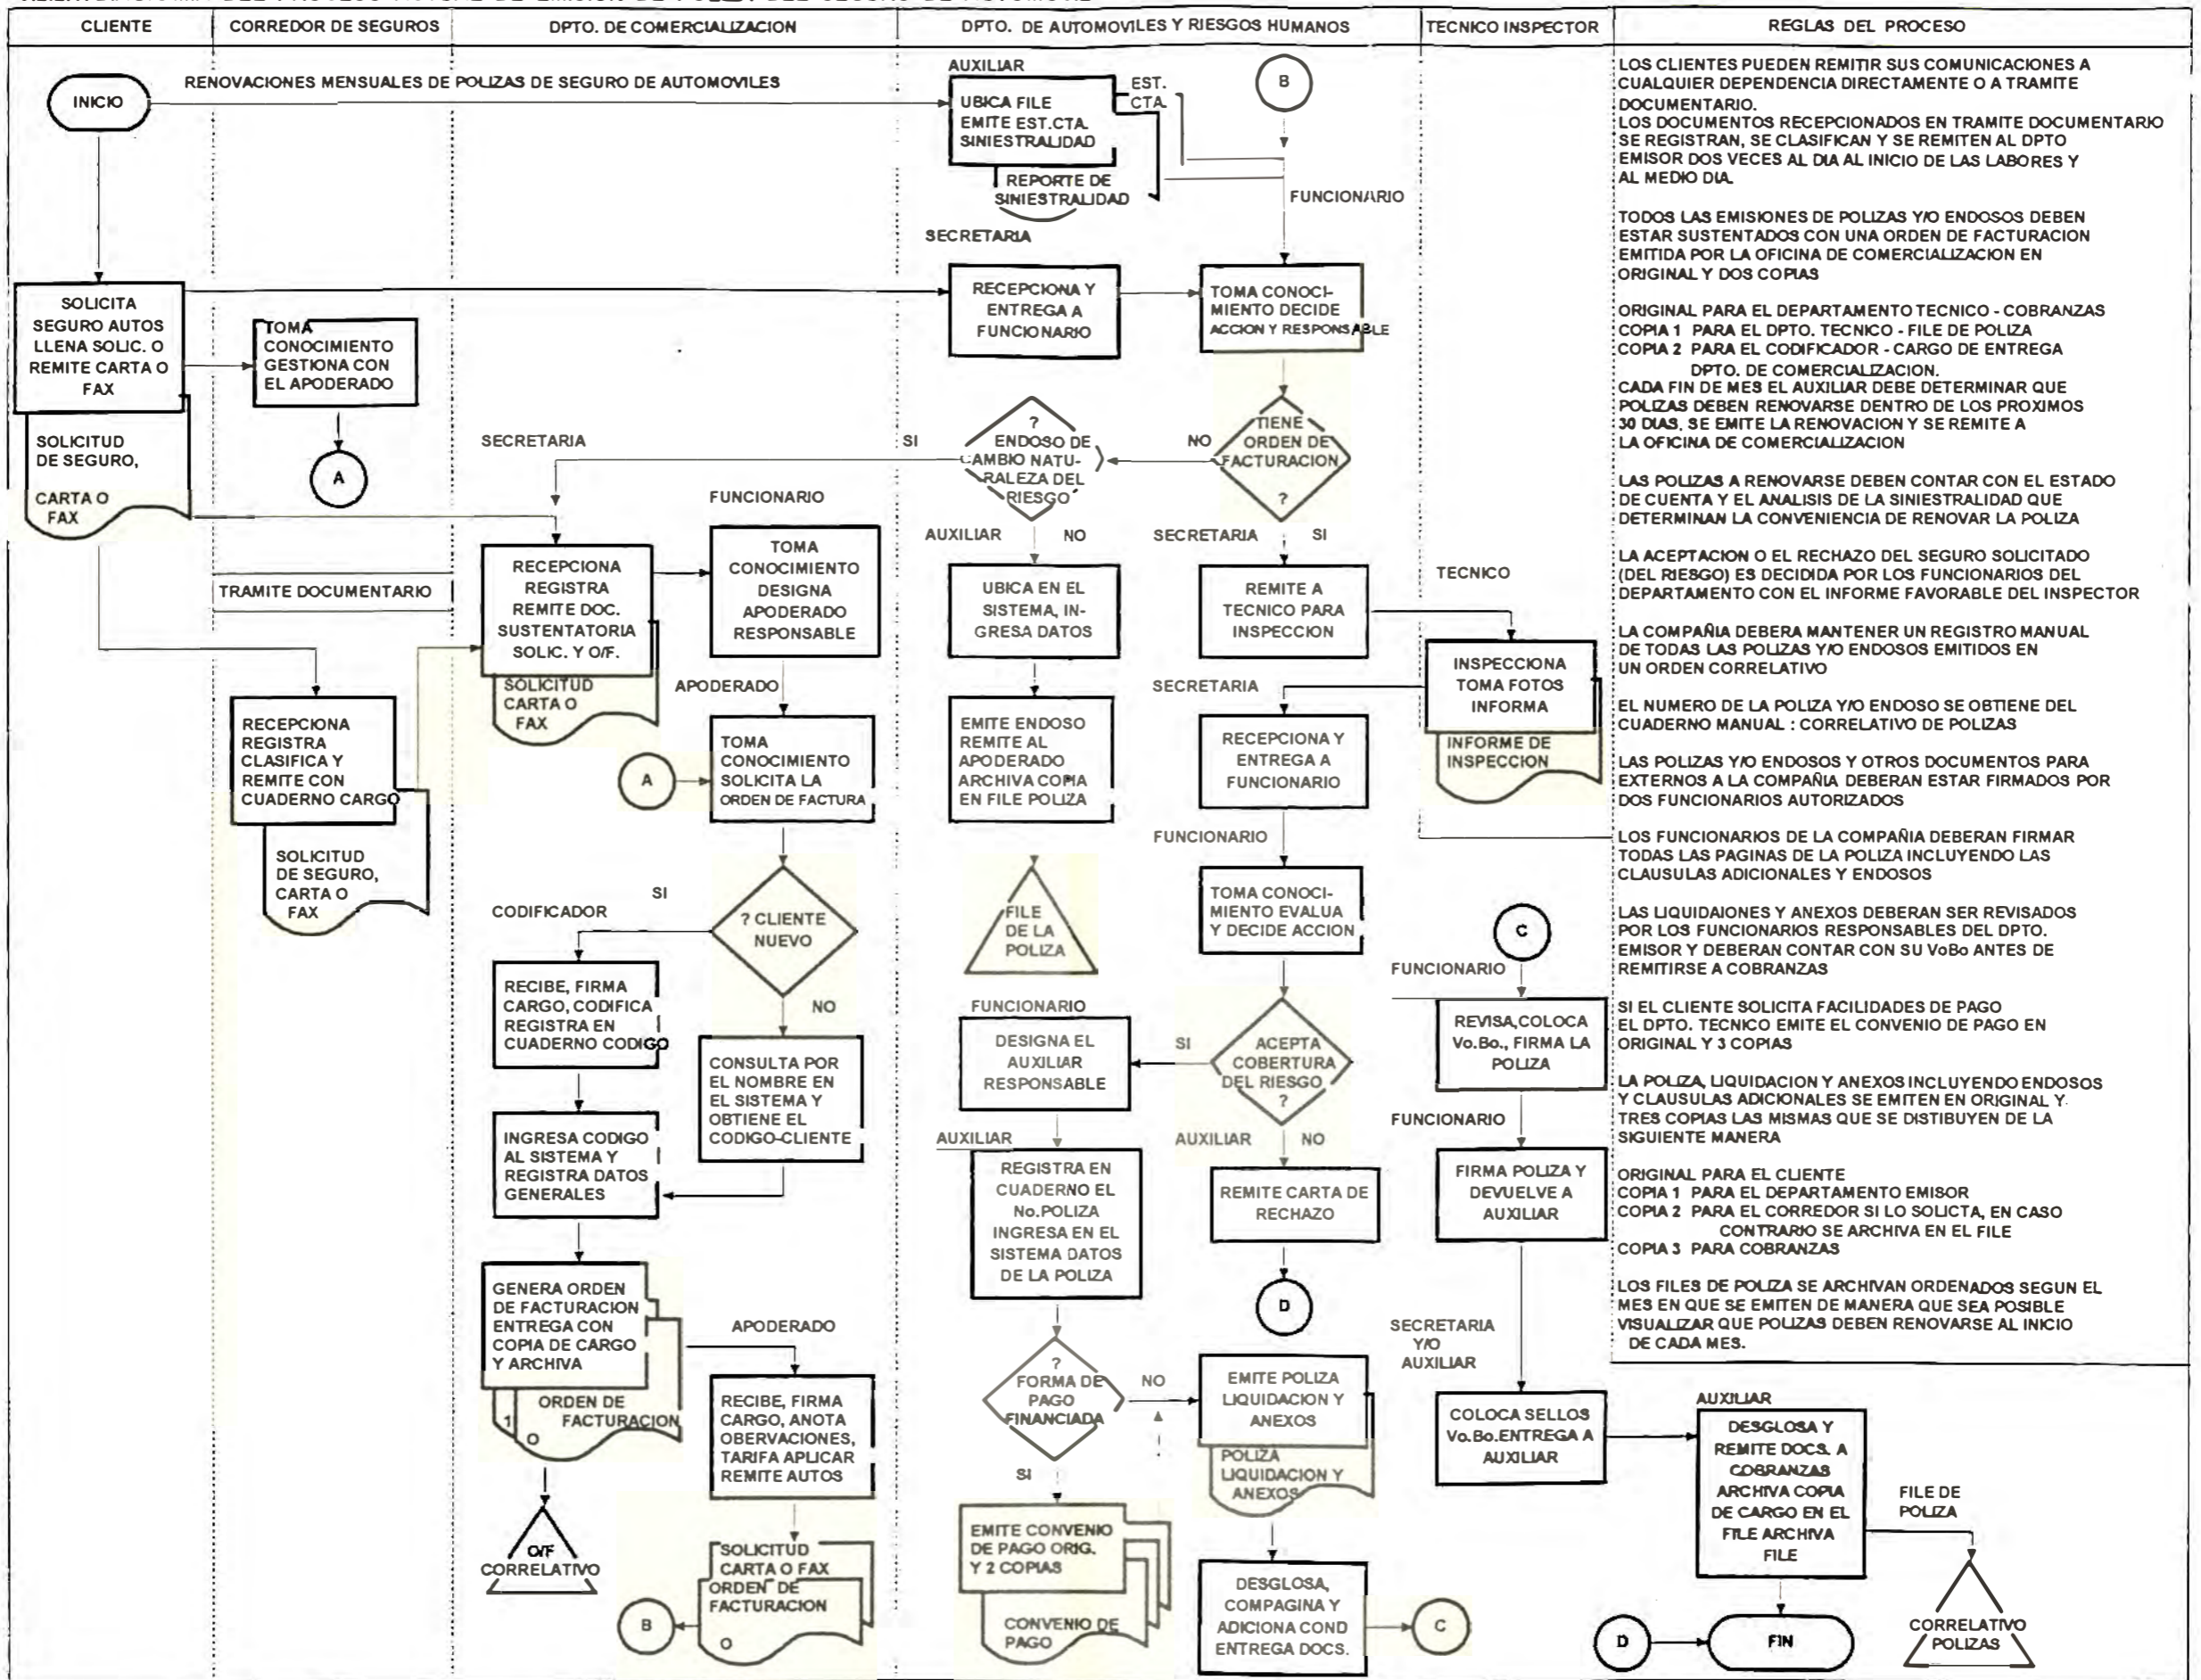 CLIENTE
CORREDOR DE SEGUROS
DPTO. DE COMERCIALIZACION
DPTO. DE AUTOMOVILES Y RIESGOS HUMANOS
TECNICO INSPECTOR
REGLAS DEL PROCESO
INICIO
RENOVACIONES MENSUALES DE POLIZAS DE SEGURO DE AUTOMOVILES
SOLICITA
SEGURO AUTOS
LLENA SOLIC. O
REMITE CARTA O
FAX
SOLICITUD
DE SEGURO,
CARTA O
FAX
TOMA
CONOCIMIENTO
GESTIONA CON
EL APODERADO
A
TRAMITE DOCUMENTARIO
RECEPCIONA
REGISTRA
CLASIFICA Y
REMITE CON
CUADERNO CARGO
SOLICITUD
DE SEGURO,
CARTA O
FAX
SECRETARIA
RECEPCIONA
REGISTRA
REMITE DOC.
SUSTENTATORIA
SOLIC. Y O/F.
SOLICITUD
CARTA O
FAX
FUNCIONARIO
TOMA
CONOCIMIENTO
DESIGNA
APODERADO
RESPONSABLE
APODERADO
A
TOMA
CONOCIMIENTO
SOLICITA LA
ORDEN DE FACTURA
SI
CODIFICADOR
? CLIENTE
NUEVO
NO
RECIBE, FIRMA
CARGO, CODIFICA
REGISTRA EN
CUADERNO CODIGO
CONSULTA POR
EL NOMBRE EN
EL SISTEMA Y
OBTIENE EL
CODIGO-CLIENTE
INGRESA CODIGO
AL SISTEMA Y
REGISTRA DATOS
GENERALES
GENERA ORDEN
DE FACTURACION
ENTREGA CON
COPIA DE CARGO
Y ARCHIVA
ORDEN DE
1 FACTURACION
O
O/F
CORRELATIVO
APODERADO
RECIBE, FIRMA
CARGO, ANOTA
OBERVACIONES,
TARIFA APLICAR
REMITE AUTOS
SOLICITUD
CARTA O FAX
ORDEN DE
FACTURACION
O
B
AUXILIAR
UBICA FILE
EMITE EST.CTA.
SINIESTRALIDAD
EST.
CTA.
REPORTE DE
SINIESTRALIDAD
B
FUNCIONARIO
SECRETARIA
RECEPCIONA Y
ENTREGA A
FUNCIONARIO
TOMA CONOCI-
MIENTO DECIDE
ACCION Y RESPONSABLE
TIENE
ORDEN DE
FACTURACION
?
NO
?
ENDOSO DE
CAMBIO NATU-
RALEZA DEL
RIESGO
SI
AUXILIAR
NO
UBICA EN EL
SISTEMA, IN-
GRESA DATOS
EMITE ENDOSO
REMITE AL
APODERADO
ARCHIVA COPIA
EN FILE POLIZA
FILE
DE LA
POLIZA
SECRETARIA
SI
REMITE A
TECNICO PARA
INSPECCION
TECNICO
INSPECCIONA
TOMA FOTOS
INFORMA
INFORME DE
INSPECCION
SECRETARIA
RECEPCIONA Y
ENTREGA A
FUNCIONARIO
FUNCIONARIO
TOMA CONOCI-
MIENTO EVALUA
Y DECIDE ACCION
ACEPTA
COBERTURA
DEL RIESGO
?
SI
AUXILIAR
NO
REMITE CARTA DE
RECHAZO
D
FUNCIONARIO
DESIGNA EL
AUXILIAR
RESPONSABLE
AUXILIAR
REGISTRA EN
CUADERNO EL
No.POLIZA
INGRESA EN EL
SISTEMA DATOS
DE LA POLIZA
?
FORMA DE
PAGO
FINANCIADA
NO
SI
EMITE CONVENIO
DE PAGO ORIG.
Y 2 COPIAS
CONVENIO DE
PAGO
EMITE POLIZA
LIQUIDACION Y
ANEXOS
POLIZA
LIQUIDACION Y
ANEXOS
DESGLOSA,
COMPAGINA Y
ADICIONA COND
ENTREGA DOCS.
C
C
FUNCIONARIO
REVISA,COLOCA
Vo.Bo., FIRMA LA
POLIZA
FUNCIONARIO
FIRMA POLIZA Y
DEVUELVE A
AUXILIAR
SECRETARIA
Y/O
AUXILIAR
COLOCA SELLOS
Vo.Bo.ENTREGA A
AUXILIAR
AUXILIAR
DESGLOSA Y
REMITE DOCS. A
COBRANZAS
ARCHIVA COPIA
DE CARGO EN EL
FILE ARCHIVA
FILE
FILE DE
POLIZA
CORRELATIVO
POLIZAS
D
FIN
LOS CLIENTES PUEDEN REMITIR SUS COMUNICACIONES A
CUALQUIER DEPENDENCIA DIRECTAMENTE O A TRAMITE
DOCUMENTARIO.
LOS DOCUMENTOS RECEPCIONADOS EN TRAMITE DOCUMENTARIO
SE REGISTRAN, SE CLASIFICAN Y SE REMITEN AL DPTO
EMISOR DOS VECES AL DIA AL INICIO DE LAS LABORES Y
AL MEDIO DIA.
TODOS LAS EMISIONES DE POLIZAS Y/O ENDOSOS DEBEN
ESTAR SUSTENTADOS CON UNA ORDEN DE FACTURACION
EMITIDA POR LA OFICINA DE COMERCIALIZACION EN
ORIGINAL Y DOS COPIAS
ORIGINAL PARA EL DEPARTAMENTO TECNICO - COBRANZAS
COPIA 1 PARA EL DPTO. TECNICO - FILE DE POLIZA
COPIA 2 PARA EL CODIFICADOR - CARGO DE ENTREGA
DPTO. DE COMERCIALIZACION.
CADA FIN DE MES EL AUXILIAR DEBE DETERMINAR QUE
POLIZAS DEBEN RENOVARSE DENTRO DE LOS PROXIMOS
30 DIAS, SE EMITE LA RENOVACION Y SE REMITE A
LA OFICINA DE COMERCIALIZACION
LAS POLIZAS A RENOVARSE DEBEN CONTAR CON EL ESTADO
DE CUENTA Y EL ANALISIS DE LA SINIESTRALIDAD QUE
DETERMINAN LA CONVENIENCIA DE RENOVAR LA POLIZA
LA ACEPTACION O EL RECHAZO DEL SEGURO SOLICITADO
(DEL RIESGO) ES DECIDIDA POR LOS FUNCIONARIOS DEL
DEPARTAMENTO CON EL INFORME FAVORABLE DEL INSPECTOR
LA COMPAÑIA DEBERA MANTENER UN REGISTRO MANUAL
DE TODAS LAS POLIZAS Y/O ENDOSOS EMITIDOS EN
UN ORDEN CORRELATIVO
EL NUMERO DE LA POLIZA Y/O ENDOSO SE OBTIENE DEL
CUADERNO MANUAL : CORRELATIVO DE POLIZAS
LAS POLIZAS Y/O ENDOSOS Y OTROS DOCUMENTOS PARA
EXTERNOS A LA COMPAÑIA DEBERAN ESTAR FIRMADOS POR
DOS FUNCIONARIOS AUTORIZADOS
LOS FUNCIONARIOS DE LA COMPAÑIA DEBERAN FIRMAR
TODAS LAS PAGINAS DE LA POLIZA INCLUYENDO LAS
CLAUSULAS ADICIONALES Y ENDOSOS
LAS LIQUIDAIONES Y ANEXOS DEBERAN SER REVISADOS
POR LOS FUNCIONARIOS RESPONSABLES DEL DPTO.
EMISOR Y DEBERAN CONTAR CON SU VoBo ANTES DE
REMITIRSE A COBRANZAS
SI EL CLIENTE SOLICITA FACILIDADES DE PAGO
EL DPTO. TECNICO EMITE EL CONVENIO DE PAGO EN
ORIGINAL Y 3 COPIAS
LA POLIZA, LIQUIDACION Y ANEXOS INCLUYENDO ENDOSOS
Y CLAUSULAS ADICIONALES SE EMITEN EN ORIGINAL Y
TRES COPIAS LAS MISMAS QUE SE DISTIBUYEN DE LA
SIGUIENTE MANERA
ORIGINAL PARA EL CLIENTE
COPIA 1 PARA EL DEPARTAMENTO EMISOR
COPIA 2 PARA EL CORREDOR SI LO SOLICTA, EN CASO
CONTRARIO SE ARCHIVA EN EL FILE
COPIA 3 PARA COBRANZAS
LOS FILES DE POLIZA SE ARCHIVAN ORDENADOS SEGUN EL
MES EN QUE SE EMITEN DE MANERA QUE SEA POSIBLE
VISUALIZAR QUE POLIZAS DEBEN RENOVARSE AL INICIO
DE CADA MES.